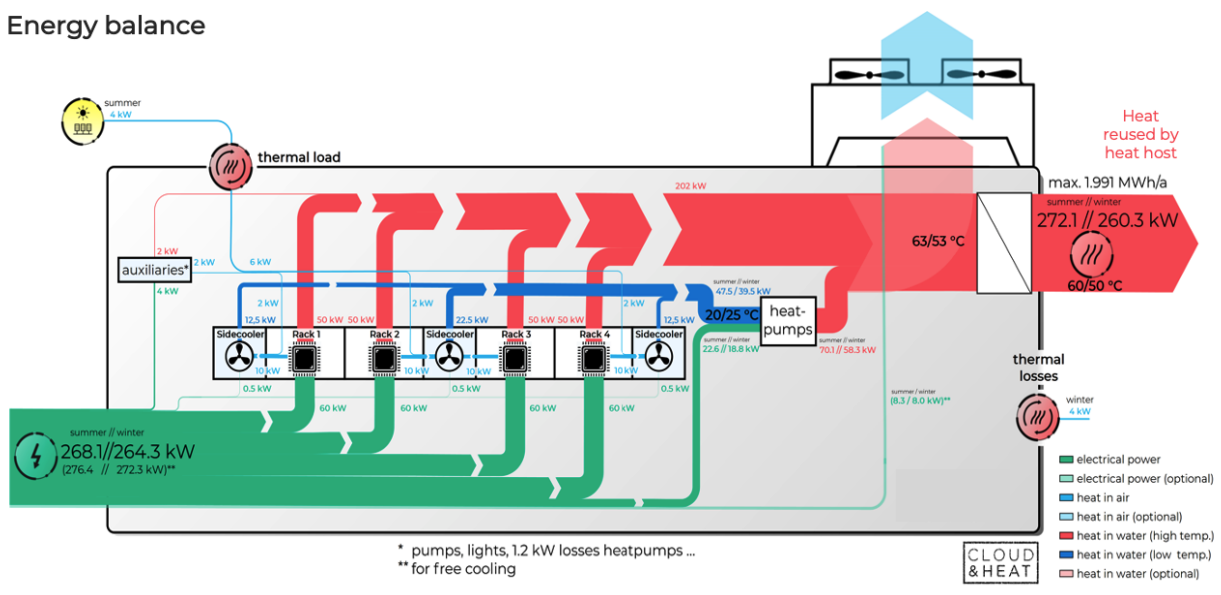 Energy balance
summer
4 kW
thermal load
Heat
reused by
heat host
max. 1.991 MWh/a
summer // winter
272.1 // 260.3 kW
60/50 °C
202 kW
63/53 °C
2 kW
auxiliaries*
2 kW
6 kW
4 kW
summer // winter
47.5 / 39.5 kW
2 kW
2 kW
2 kW
20/25 °C
heat-
pumps
12,5 kW
50 kW
50 kW
22.5 kW
50 kW
50 kW
12,5 kW
Sidecooler
Rack 1
Rack 2
Sidecooler
Rack 3
Rack 4
Sidecooler
summer // winter
22.6 // 18.8 kW
summer // winter
70.1 // 58.3 kW
10 kW
10 kW
10 kW
10 kW
0.5 kW
0.5 kW
0.5 kW
60 kW
60 kW
60 kW
60 kW
thermal
losses
winter
4 kW
summer / winter
(8.3 / 8.0 kW)**
summer // winter
268.1//264.3 kW
(276.4 // 272.3 kW)**
electrical power
electrical power (optional)
heat in air
heat in air (optional)
heat in water (high temp.)
heat in water (low temp.)
heat in water (optional)
* pumps, lights, 1.2 kW losses heatpumps ...
** for free cooling
CLOUD
&HEAT